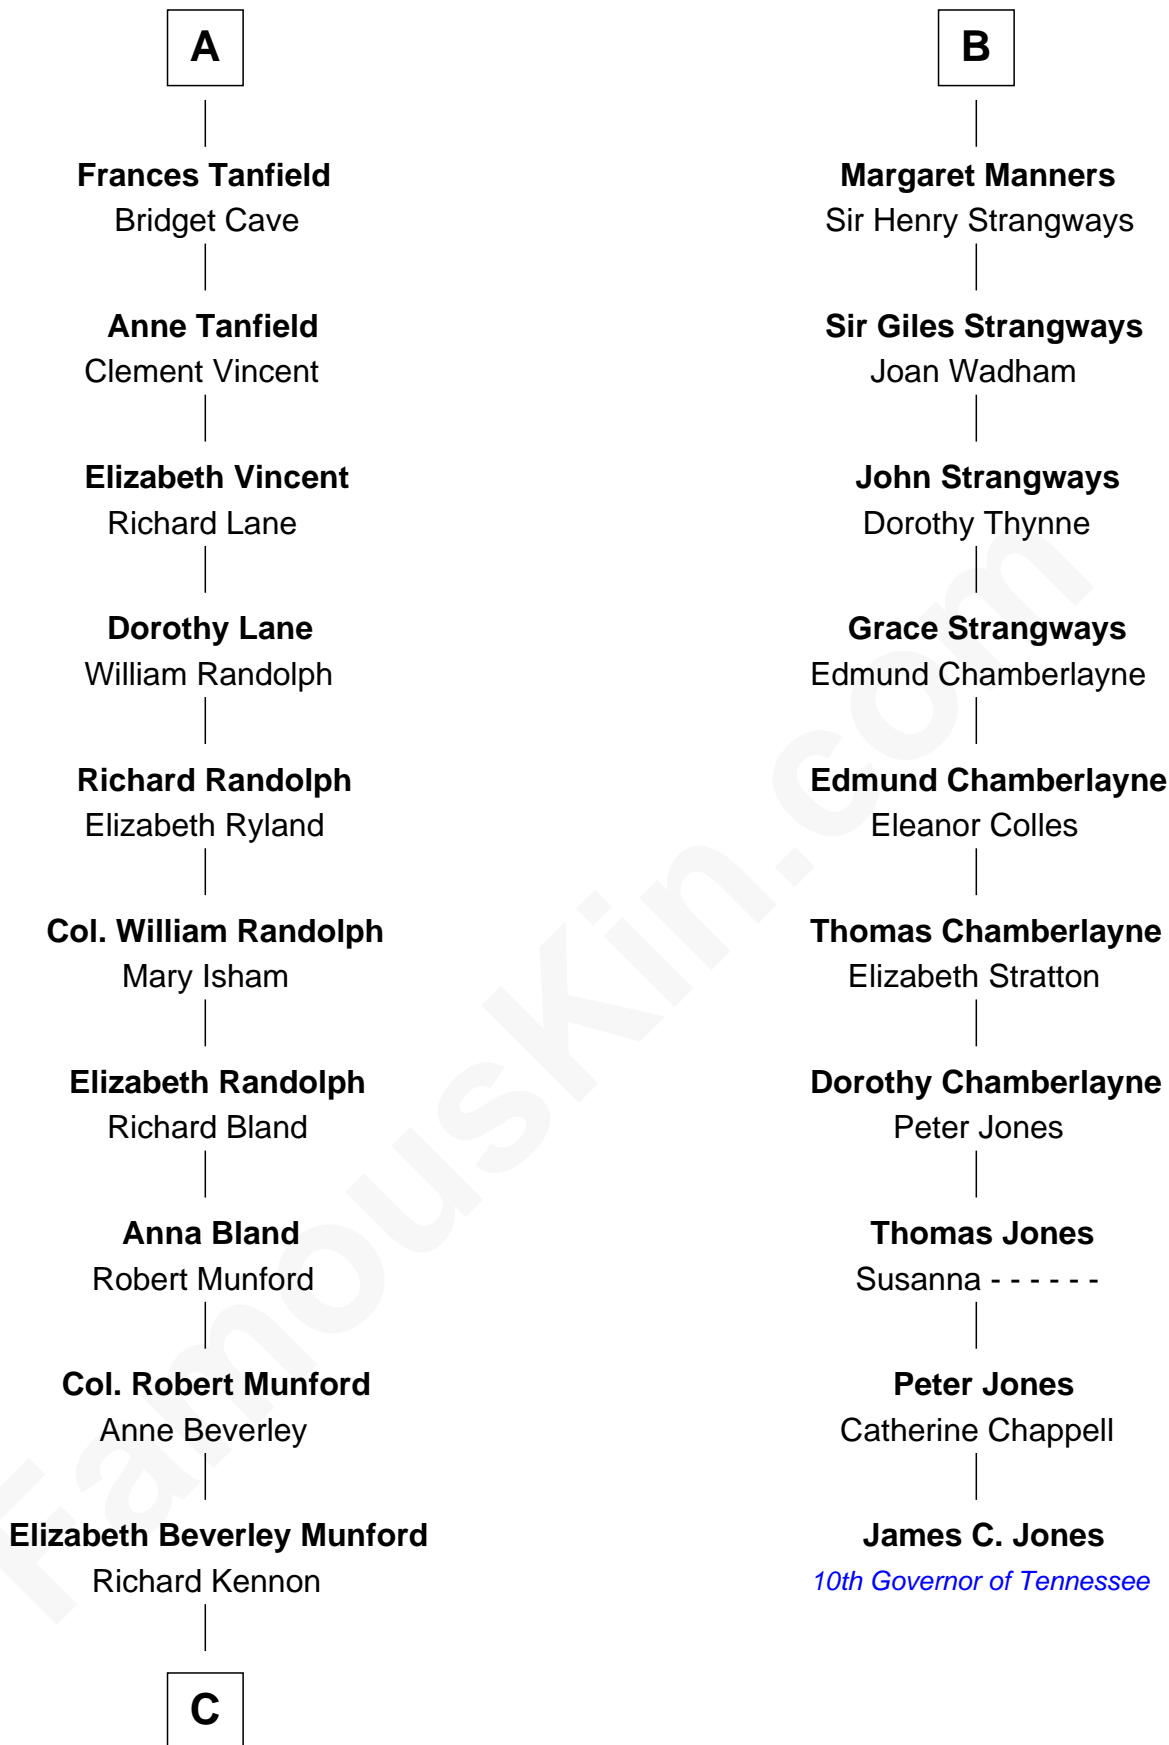 A
Frances Tanfield
Bridget Cave
Anne Tanfield
Clement Vincent
Elizabeth Vincent
Richard Lane
Dorothy Lane
William Randolph
Richard Randolph
Elizabeth Ryland
Col. William Randolph
Mary Isham
Elizabeth Randolph
Richard Bland
Anna Bland
Robert Munford
Col. Robert Munford
Anne Beverley
Elizabeth Beverley Munford
Richard Kennon
C
B
Margaret Manners
Sir Henry Strangways
Sir Giles Strangways
Joan Wadham
John Strangways
Dorothy Thynne
Grace Strangways
Edmund Chamberlayne
Edmund Chamberlayne
Eleanor Colles
Thomas Chamberlayne
Elizabeth Stratton
Dorothy Chamberlayne
Peter Jones
Thomas Jones
Susanna - - - - - -
Peter Jones
Catherine Chappell
James C. Jones
10th Governor of Tennessee
FamousKin.com